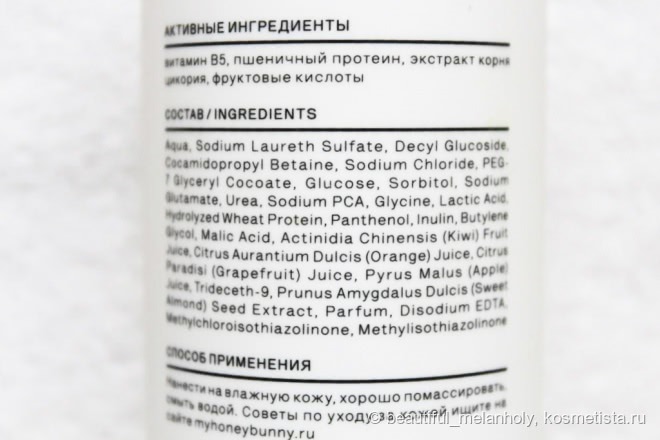 АКТИВНЫЕ ИНГРЕДИЕНТЫ
витамин B5, пшеничный протеин, экстракт корня
цикория, фруктовые кислоты
СОСТАВ / INGREDIENTS
Aqua, Sodium Laureth Sulfate, Decyl Glucoside,
Cocamidopropyl Betaine, Sodium Chloride, PEG-
7 Glyceryl Cocoate, Glucose, Sorbitol, Sodium
Glutamate, Urea, Sodium PCA, Glycine, Lactic Acid,
Hydrolyzed Wheat Protein, Panthenol, Inulin, Butylene
Glycol, Malic Acid, Actinidia Chinensis (Kiwi) Fruit
Juice, Citrus Aurantium Dulcis (Orange) Juice, Citrus
Paradisi (Grapefruit) Juice, Pyrus Malus (Apple)
Juice, Trideceth-9, Prunus Amygdalus Dulcis (Sweet
Almond) Seed Extract, Parfum, Disodium EDTA,
Methylchloroisothiazolinone, Methylisothiazolinone
СПОСОБ ПРИМЕНЕНИЯ
Нанести на влажную кожу, хорошо помассировать,
смыть водой. Советы по уходу за кожей ищите на
сайте myhoneybunny.ru
© beautiful_melanholy, kosmetista.ru